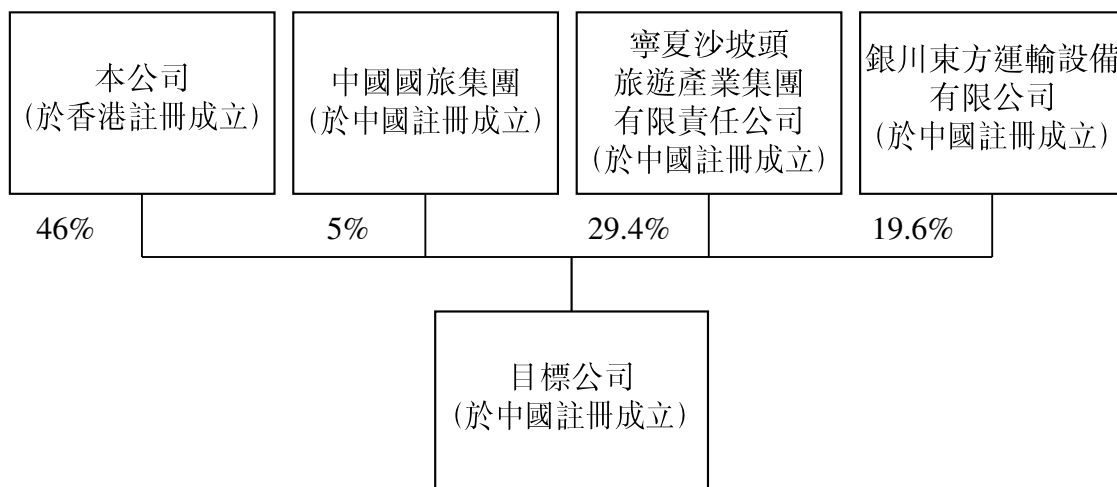 本公司
(於香港註冊成立)
中國國旅集團
(於中國註冊成立)
寧夏沙坡頭
旅遊產業集團
有限責任公司
(於中國註冊成立)
銀川東方運輸設備
有限公司
(於中國註冊成立)
46%
5%
29.4%
19.6%
目標公司
(於中國註冊成立)